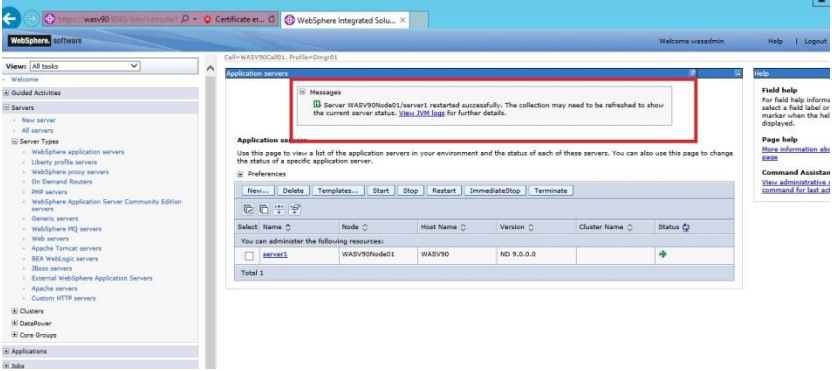 https://wasv90:9043/ibm/console/l
Certificate er...
WebSphere Integrated Solu...
WebSphere. software
Welcome wasadmin
Help | Logout
Cell=WASV90Cell01, Profile=Dmgr01
View: All tasks
Welcome
Guided Activities
Servers
New server
All servers
Server Types
WebSphere application servers
Liberty profile servers
WebSphere proxy servers
On Demand Routers
PHP servers
WebSphere Application Server Community Edition
servers
Generic servers
WebSphere MQ servers
Web servers
Apache Tomcat servers
BEA WebLogic servers
JBoss servers
External WebSphere Application Servers
Apache servers
Custom HTTP servers
Clusters
DataPower
Core Groups
Applications
Jobs
Application servers
Messages
Server WASV90Node01/server1 restarted successfully. The collection may need to be refreshed to show
the current server status. View JVM logs for further details.
Application servers
Use this page to view a list of the application servers in your environment and the status of each of these servers. You can also use this page to change
the status of a specific application server.
Preferences
New... Delete Templates... Start Stop Restart ImmediateStop Terminate
Select Name Node Host Name Version Cluster Name Status
You can administer the following resources:
server1 WASV90Node01 WASV90 ND 9.0.0.0
Total 1
Help
Field help
For field help informa
select a field label or
marker when the hel
displayed.
Page help
More information abo
page
Command Assistan
View administrative
command for last act